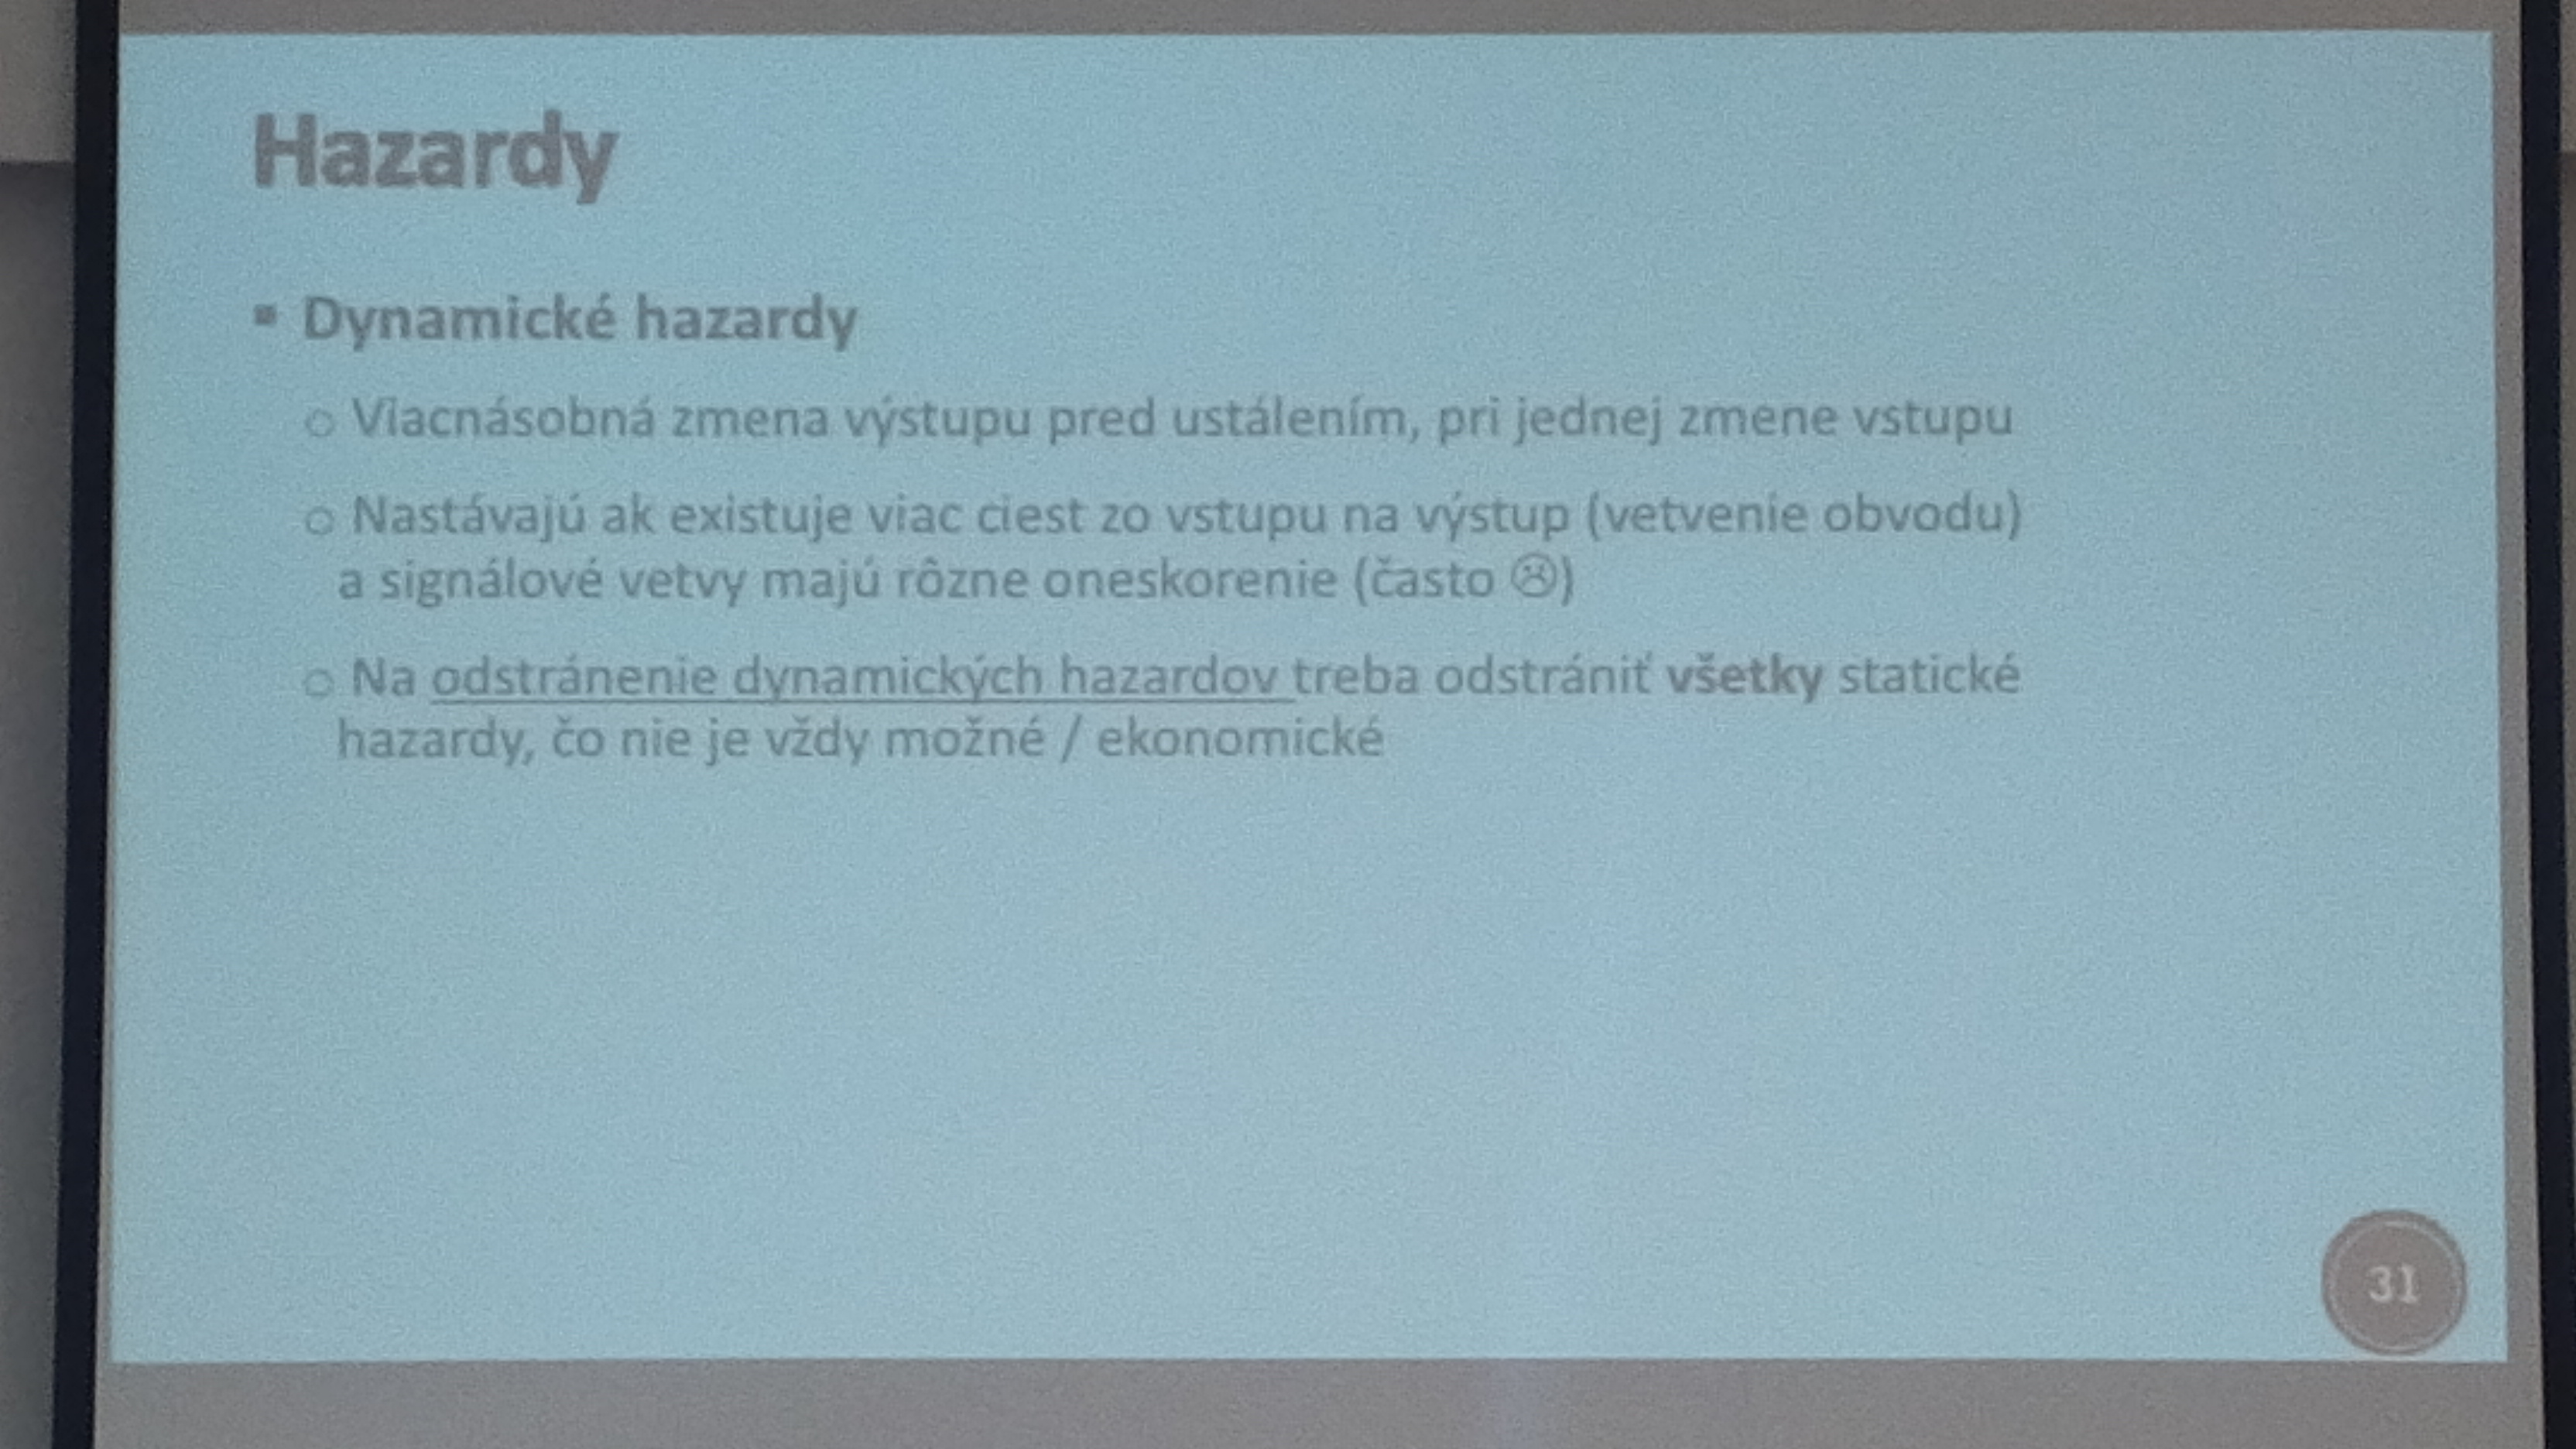 Hazardy
▪ Dynamické hazardy
o Viacnásobná zmena výstupu pred ustálením, pri jednej zmene vstupu
o Nastávajú ak existuje viac ciest zo vstupu na výstup (vetvenie obvodu)
a signálové vetvy majú rôzne oneskorenie (často ☹)
o Na odstránenie dynamických hazardov treba odstrániť všetky statické
hazardy, čo nie je vždy možné / ekonomické
31